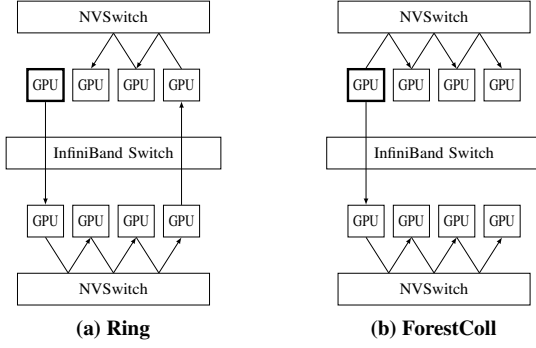 NVSwitch NVSwitch
GPU GPU GPU GPU GPU GPU GPU GPU
InfiniBand Switch InfiniBand Switch
GPU GPU GPU GPU GPU GPU GPU GPU
NVSwitch NVSwitch
(a) Ring (b) ForestColl